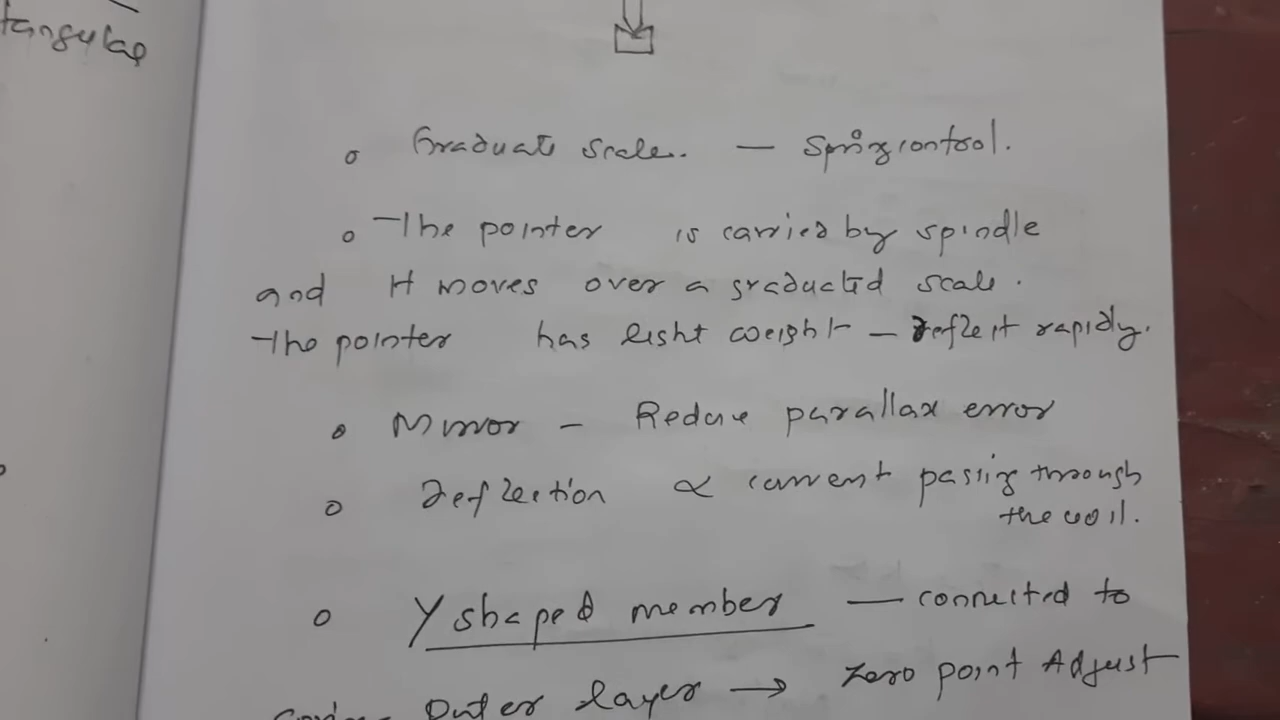 tangular
Graduate scale. — Spring control.
The pointer is carried by spindle
and It moves over a graduated scale.
The pointer has light weight — deflect rapidly.
Mirror — Reduce parallax error
Deflection ∝ current passing through
the coil.
Y shaped member — connected to
Outer layer → Zero point Adjust